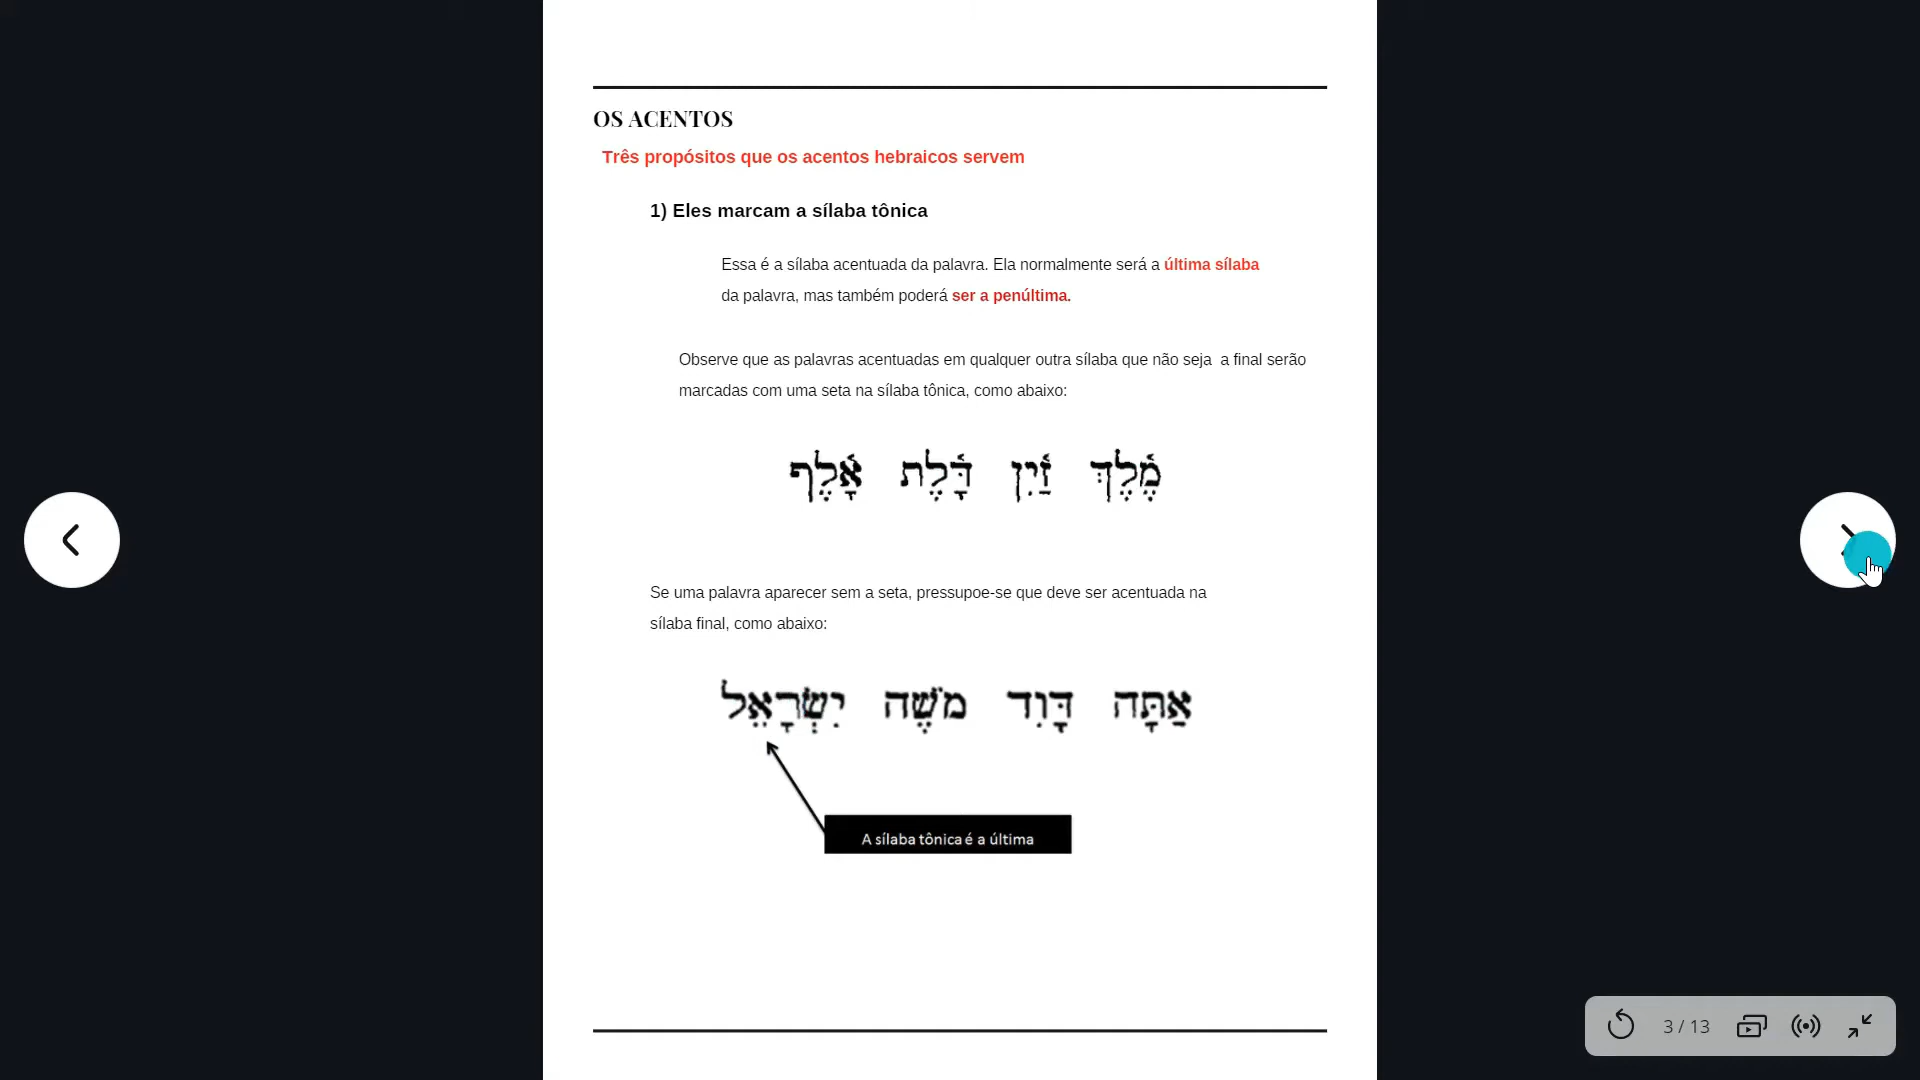 OS ACENTOS
Três propósitos que os acentos hebraicos servem
1) Eles marcam a sílaba tônica
Essa é a sílaba acentuada da palavra. Ela normalmente será a última sílaba
da palavra, mas também poderá ser a penúltima.
Observe que as palavras acentuadas em qualquer outra sílaba que não seja a final serão
marcadas com uma seta na sílaba tônica, como abaixo:
מֶ֫לֶךְ זַ֫יִן דָּ֫לֶת אָ֫לֶף
Se uma palavra aparecer sem a seta, pressupoe-se que deve ser acentuada na
sílaba final, como abaixo:
אַתָּה דָּוִד מֹשֶׁה יִשְׂרָאֵל
A sílaba tônica é a última
3 / 13